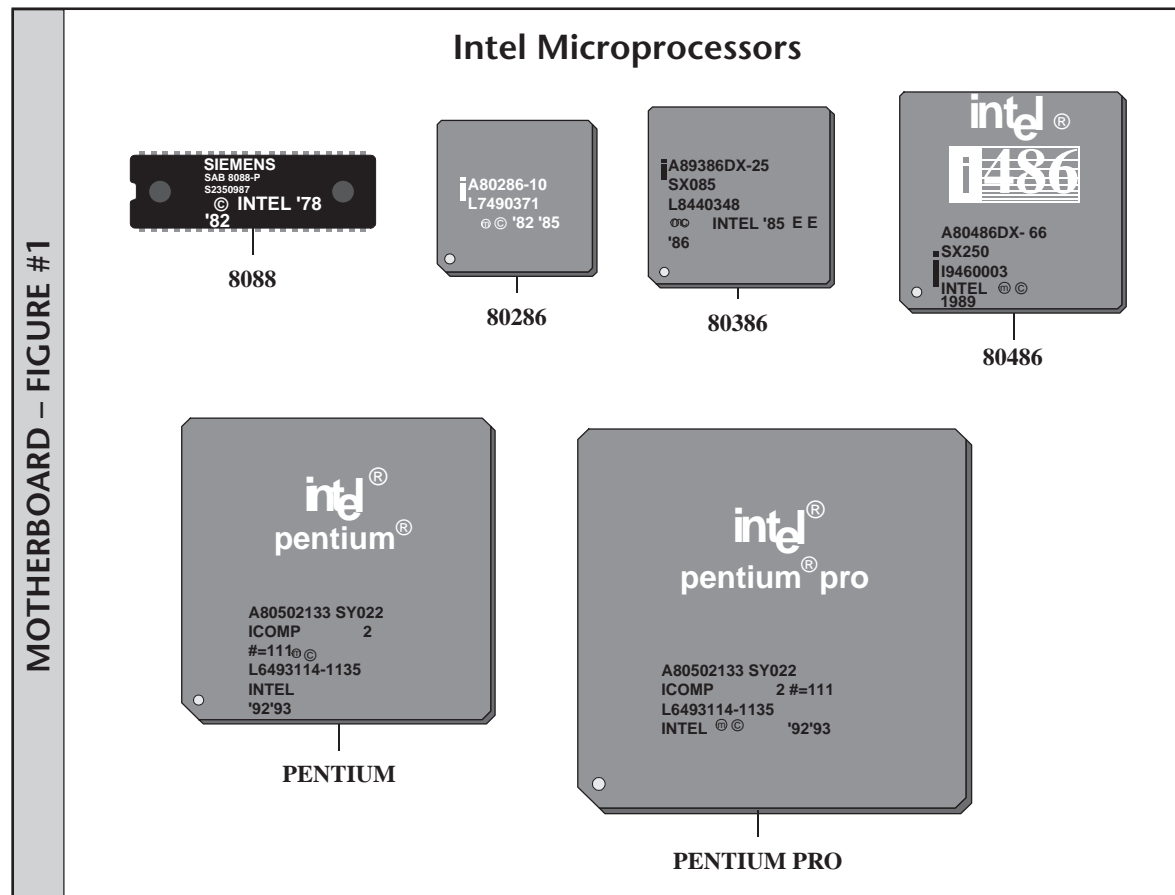 MOTHERBOARD – FIGURE #1
Intel Microprocessors
SIEMENS
SAB 8088-P
S2350987
© INTEL '78
'82
8088
A80286-10
L7490371
ⓜ © '82 '85
80286
A89386DX-25
SX085
L8440348
INTEL '85 E E
'86
80386
intel ®
i486
A80486DX- 66
SX250
I9460003
INTEL ⓜ ©
1989
80486
intel®
pentium®
A80502133 SY022
ICOMP 2
#=111ⓜ©
L6493114-1135
INTEL
'92'93
PENTIUM
intel®
pentium® pro
A80502133 SY022
ICOMP 2 #=111
L6493114-1135
INTEL ⓜ © '92'93
PENTIUM PRO